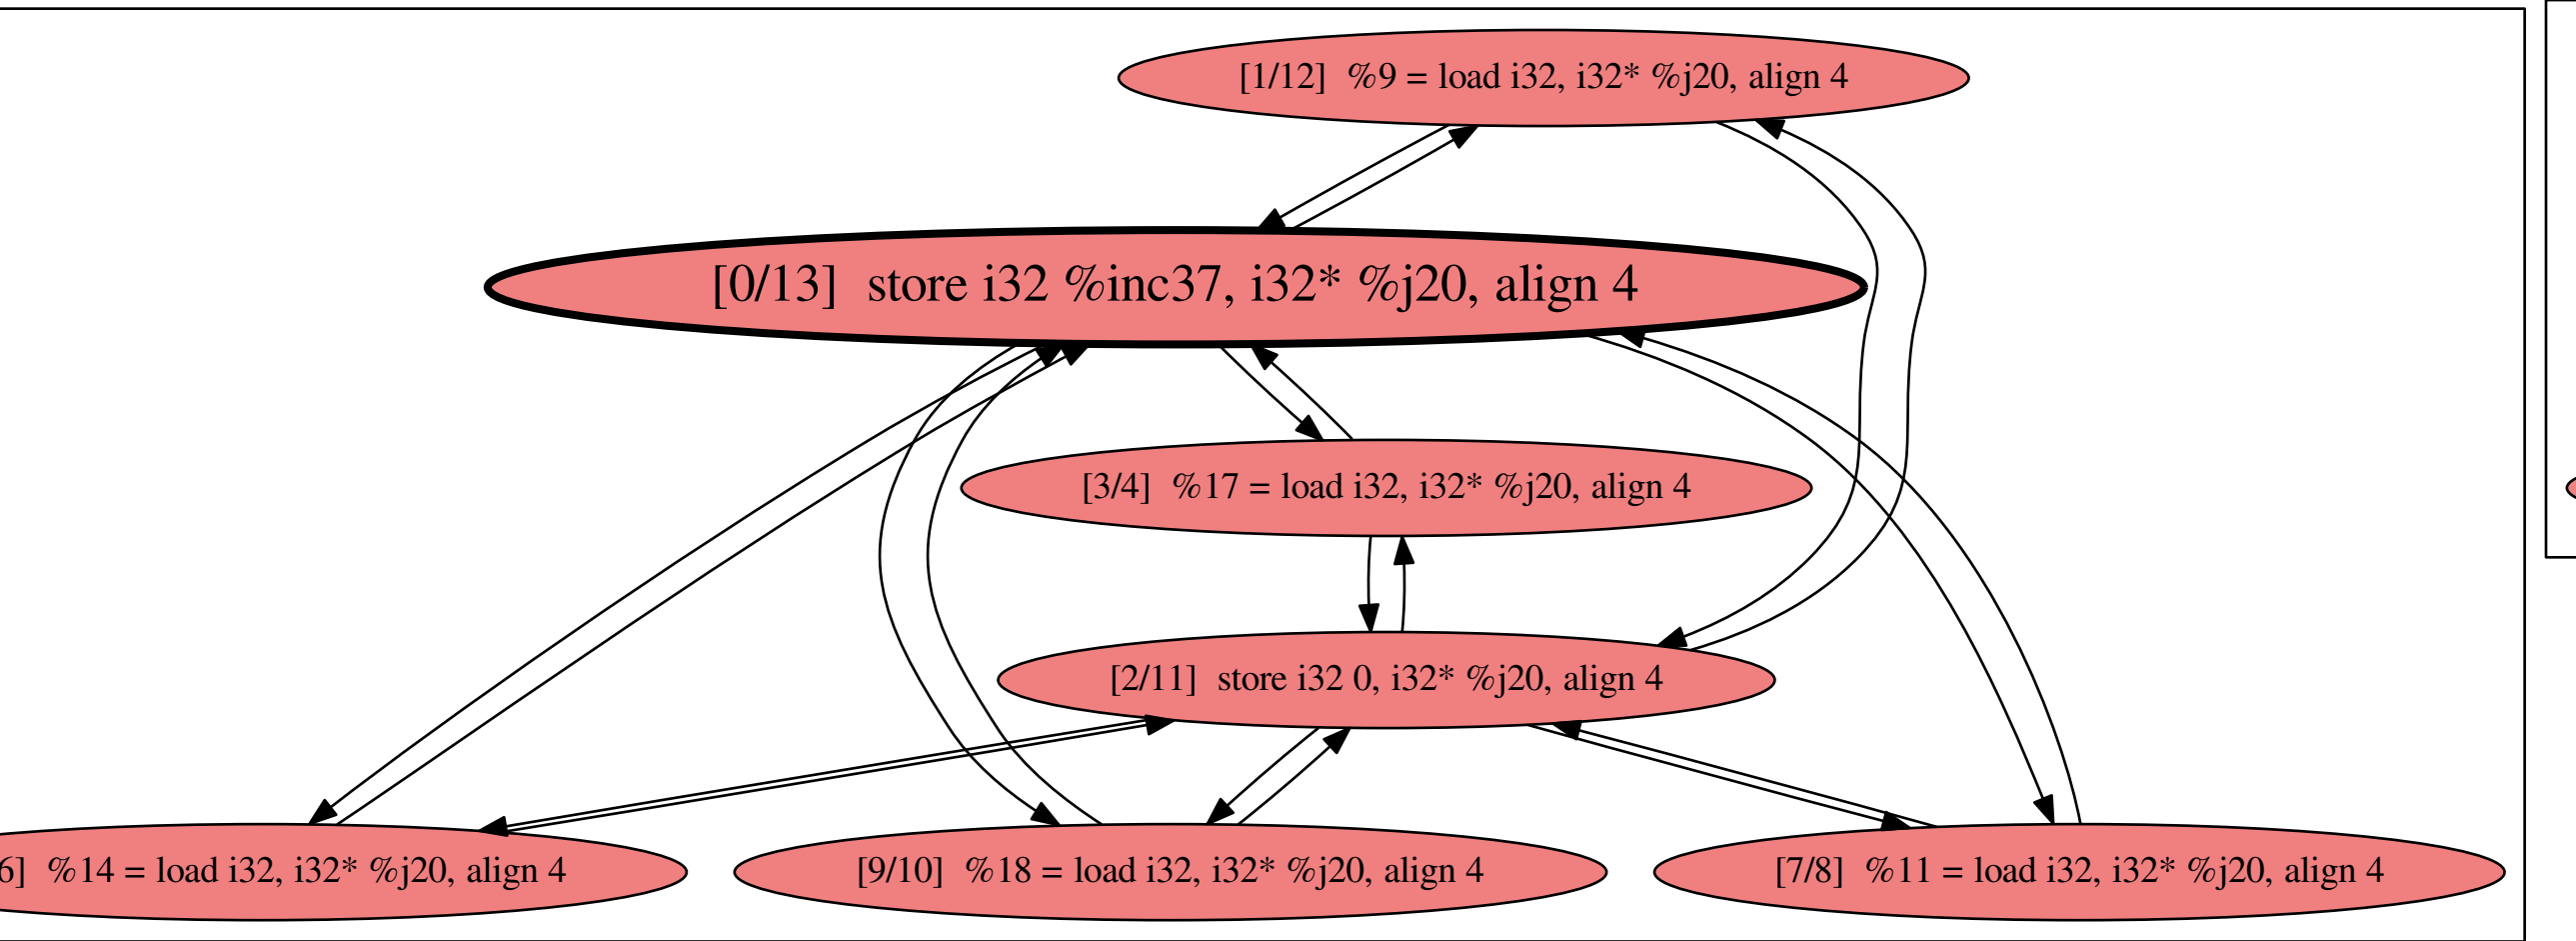 [1/12]  %9 = load i32, i32* %j20, align 4
[0/13]  store i32 %inc37, i32* %j20, align 4
[3/4]  %17 = load i32, i32* %j20, align 4
[2/11]  store i32 0, i32* %j20, align 4
6]  %14 = load i32, i32* %j20, align 4
[9/10]  %18 = load i32, i32* %j20, align 4
[7/8]  %11 = load i32, i32* %j20, align 4